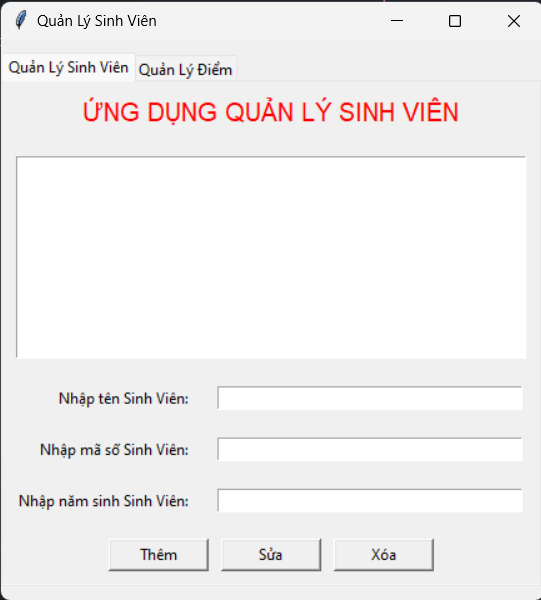 Quản Lý Sinh Viên
Quản Lý Sinh Viên Quản Lý Điểm
ỨNG DỤNG QUẢN LÝ SINH VIÊN
Nhập tên Sinh Viên:
Nhập mã số Sinh Viên:
Nhập năm sinh Sinh Viên:
Thêm Sửa Xóa